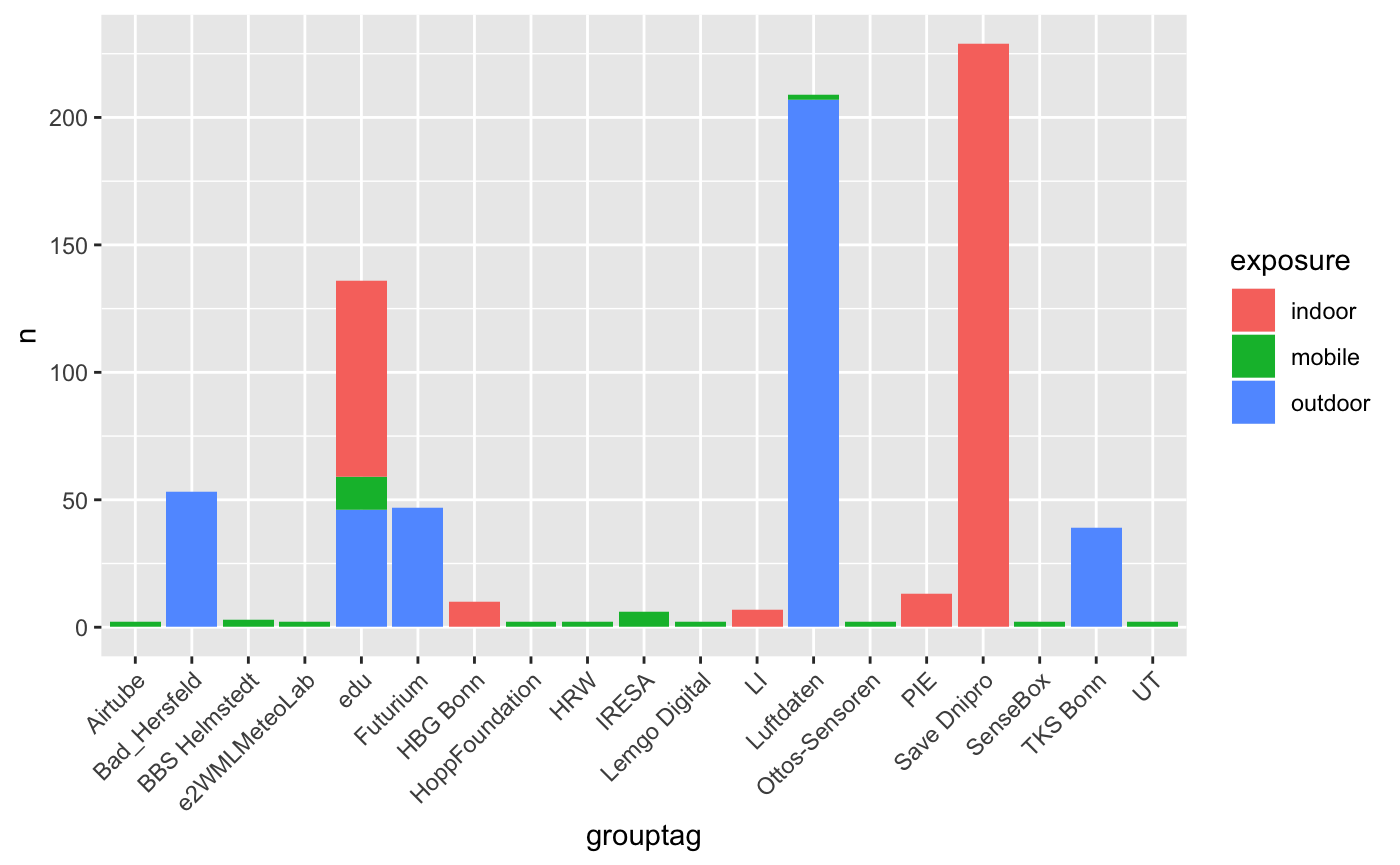 200
150
100
50
0
n
Airtube
Bad_Hersfeld
BBS Helmstedt
e2WMLMeteoLab
edu
Futurium
HBG Bonn
HoppFoundation
HRW
IRESA
Lemgo Digital
LI
Luftdaten
Ottos-Sensoren
PIE
Save Dnipro
SenseBox
TKS Bonn
UT
grouptag
exposure
indoor
mobile
outdoor